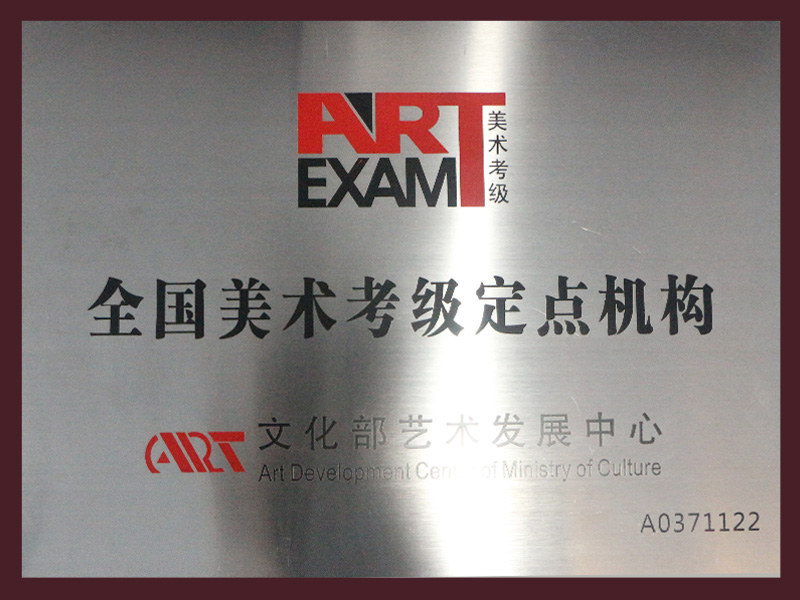 ART
EXAM
美术考级
全国美术考级定点机构
ART 文化部艺术发展中心
Art Development Center of Ministry of Culture
A0371122